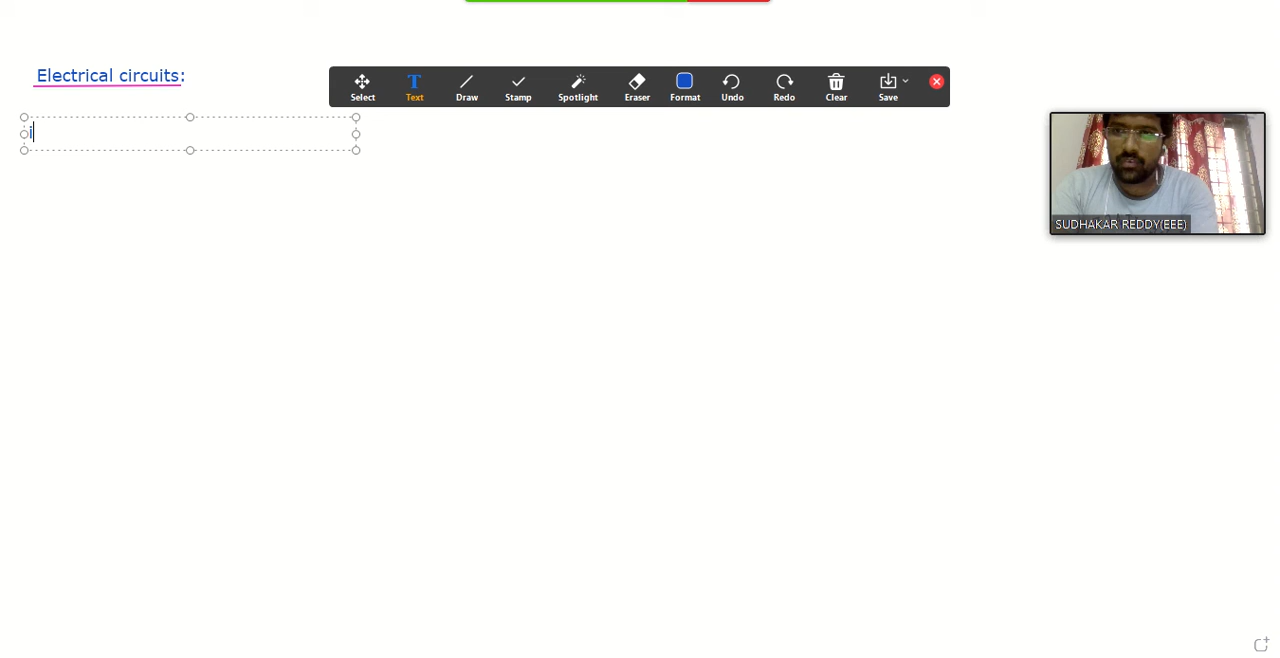 Electrical circuits:
Select Text Draw Stamp Spotlight Eraser Format Undo Redo Clear Save
i
SUDHAKAR REDDY(EEE)